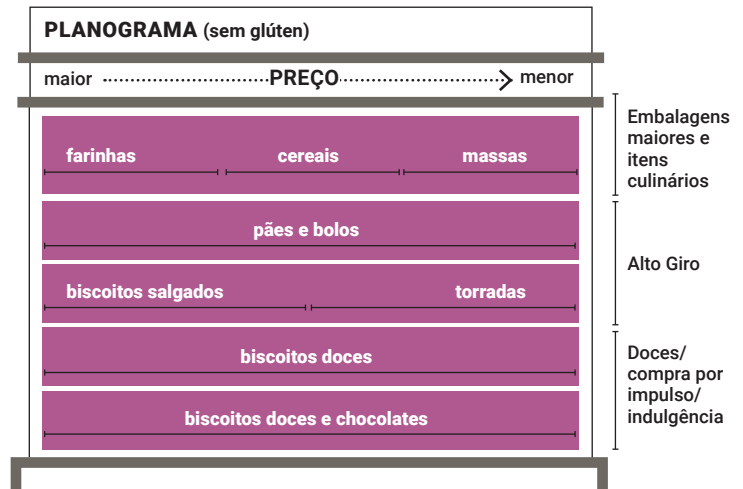 PLANOGRAMA (sem glúten)
maior PREÇO menor
farinhas cereais massas
Embalagens
maiores e
itens
culinários
pães e bolos
biscoitos salgados torradas
Alto Giro
biscoitos doces
biscoitos doces e chocolates
Doces/
compra por
impulso/
indulgência